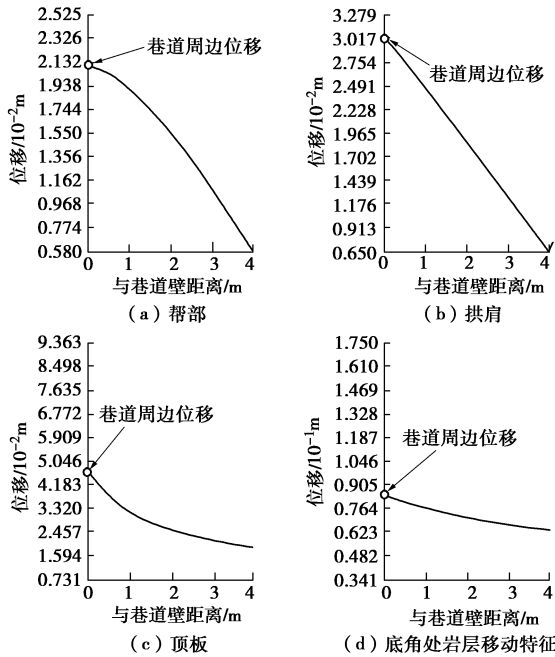 2.525
2.326
2.132
1.938
1.744
1.550
1.356
1.162
0.968
0.774
0.580
位移/10⁻²m
巷道周边位移
0 1 2 3 4
与巷道壁距离/m
（a）帮部
3.279
3.017
2.754
2.491
2.228
1.965
1.702
1.439
1.176
0.913
0.650
位移/10⁻²m
巷道周边位移
0 1 2 3 4
与巷道壁距离/m
（b）拱肩
9.363
8.498
7.635
6.772
5.909
5.046
4.183
3.320
2.457
1.594
0.731
位移/10⁻²m
巷道周边位移
0 1 2 3 4
与巷道壁距离/m
（c）顶板
1.750
1.610
1.469
1.328
1.187
1.046
0.905
0.764
0.623
0.482
0.341
位移/10⁻¹m
巷道周边位移
0 1 2 3 4
与巷道壁距离/m
（d）底角处岩层移动特征